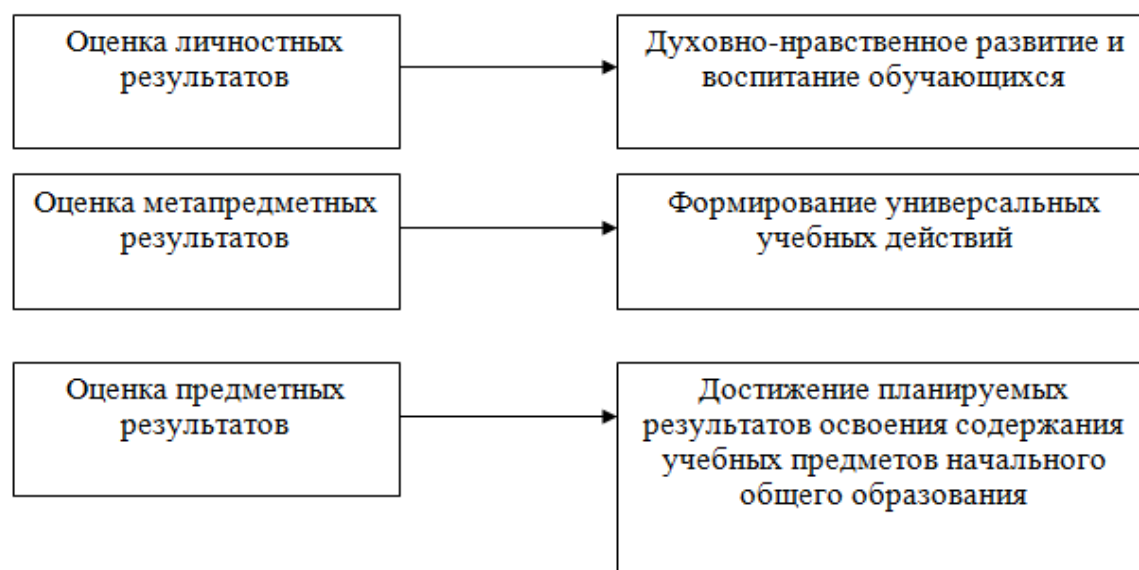 Оценка личностных
результатов
Духовно-нравственное развитие и
воспитание обучающихся
Оценка метапредметных
результатов
Формирование универсальных
учебных действий
Оценка предметных
результатов
Достижение планируемых
результатов освоения содержания
учебных предметов начального
общего образования